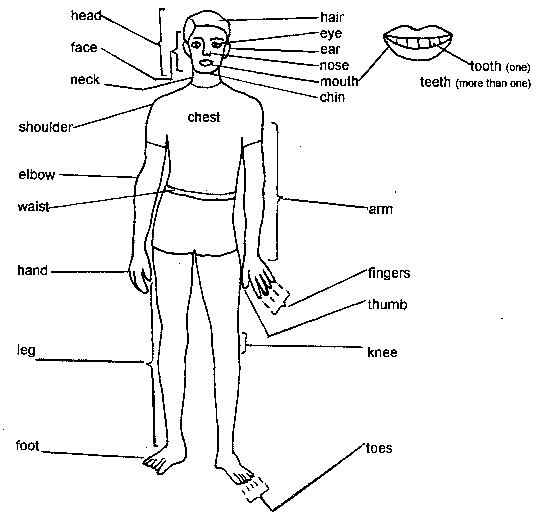 head
face
neck
shoulder
elbow
waist
hand
leg
foot
chest
hair
eye
ear
nose
mouth
chin
arm
fingers
thumb
knee
toes
tooth (one)
teeth (more than one)